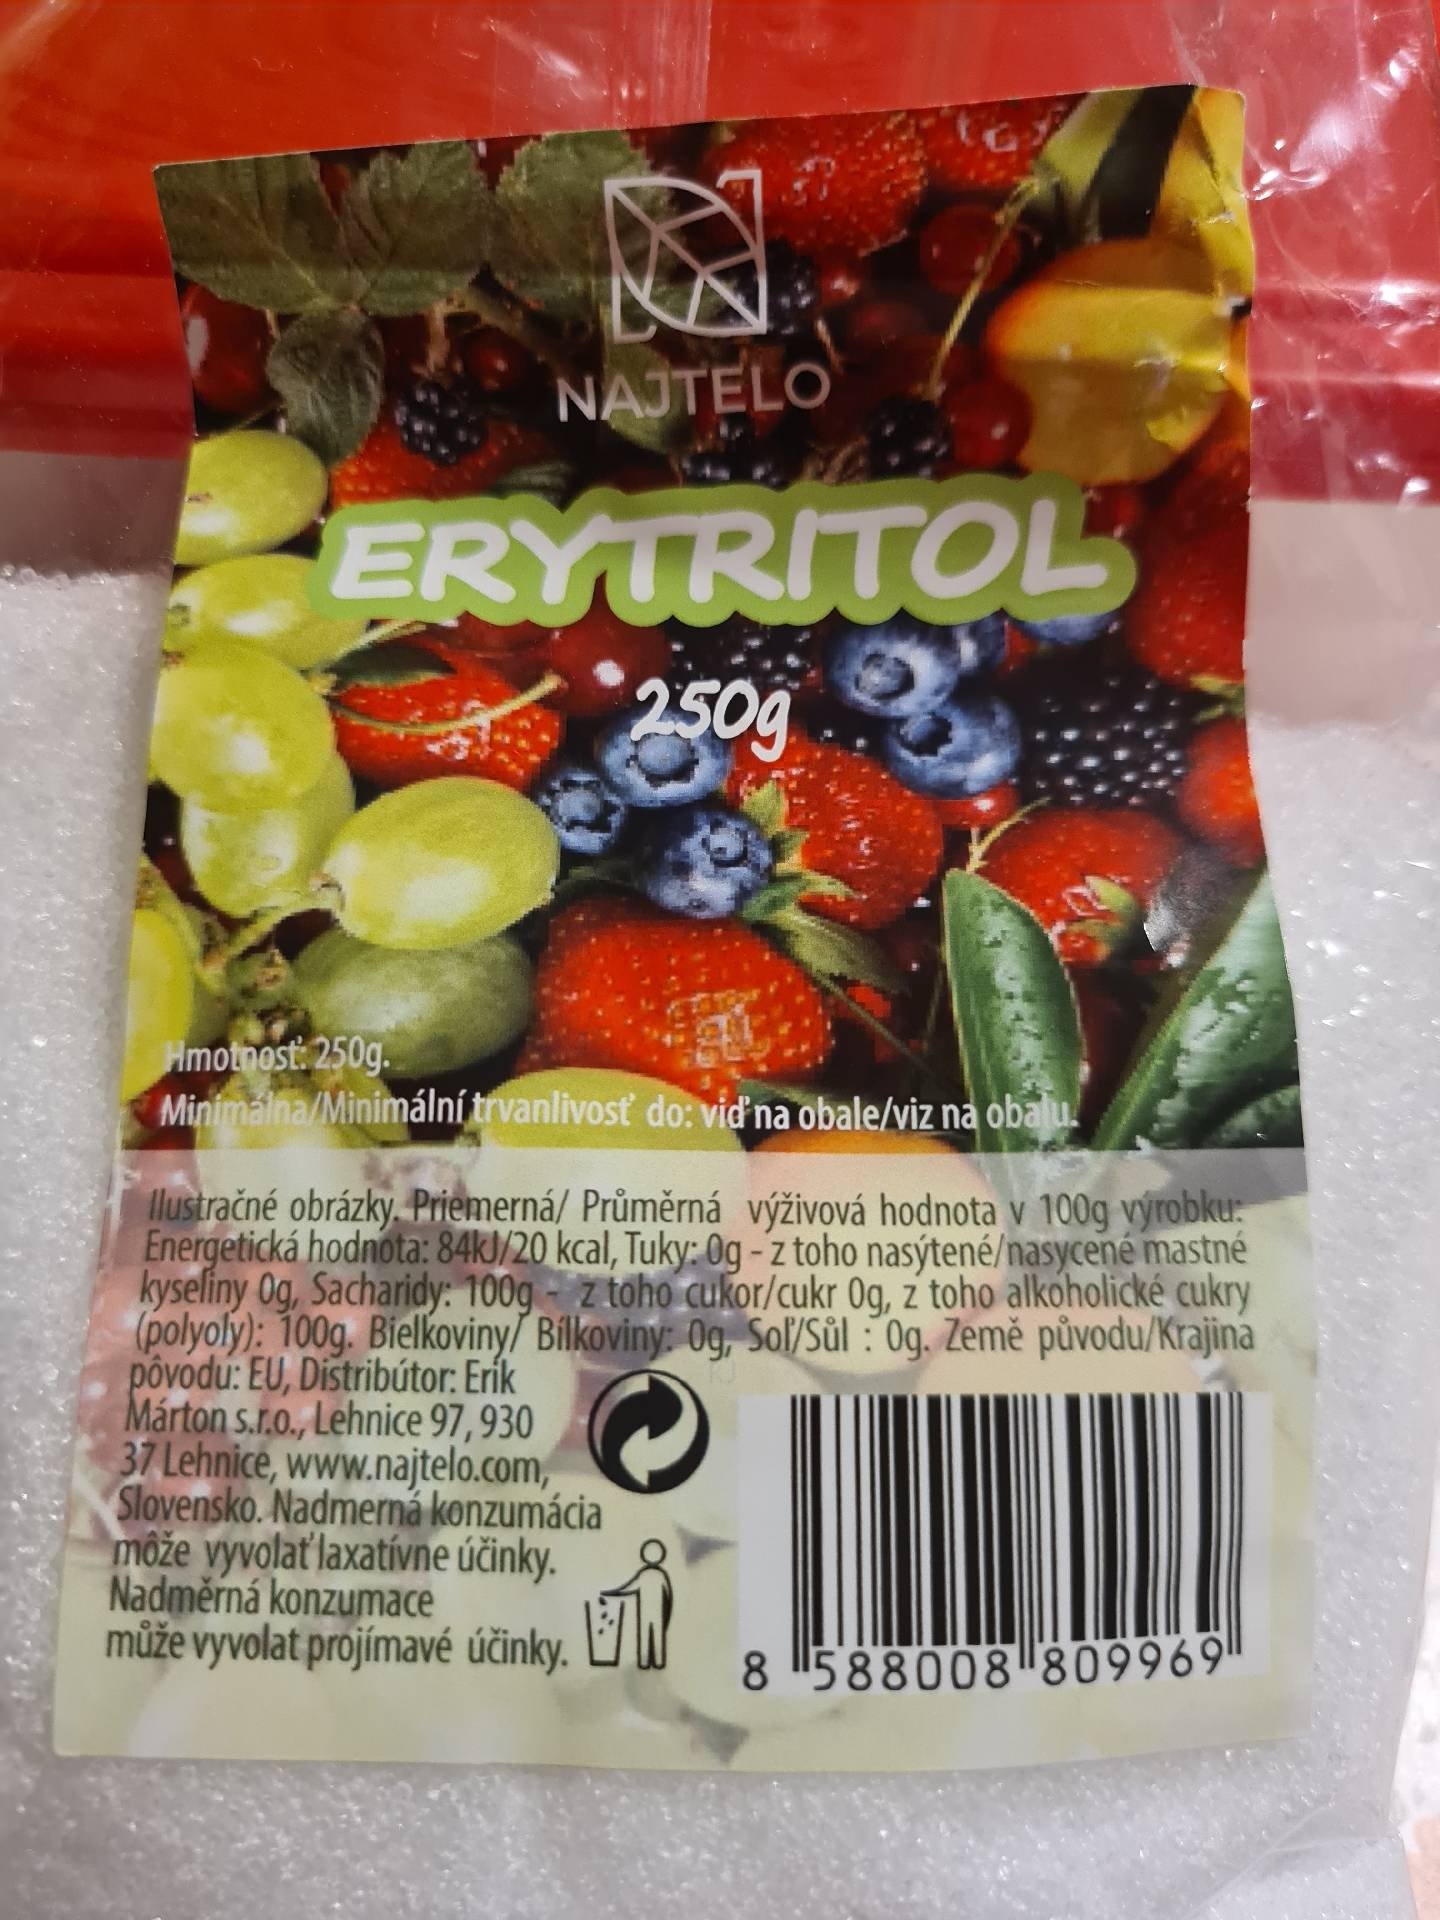 NAJTELO
ERYTRITOL
250g
Hmotnosť: 250g.
Minimálna/Minimální trvanlivosť do: viď na obale/viz na obalu.
Ilustračné obrázky. Priemerná/ Průměrná výživová hodnota v 100g výrobku:
Energetická hodnota: 84kJ/20 kcal, Tuky: 0g - z toho nasýtené/nasycené mastné
kyseliny 0g, Sacharidy: 100g - z toho cukor/cukr 0g, z toho alkoholické cukry
(polyoly): 100g. Bielkoviny/ Bílkoviny: 0g, Soľ/Sůl : 0g. Země původu/Krajina
pôvodu: EU, Distribútor: Erik
Márton s.r.o., Lehnice 97, 930
37 Lehnice, www.najtelo.com,
Slovensko. Nadmerná konzumácia
môže vyvolať laxatívne účinky.
Nadměrná konzumace
může vyvolat projímavé účinky.
8 588008 809969